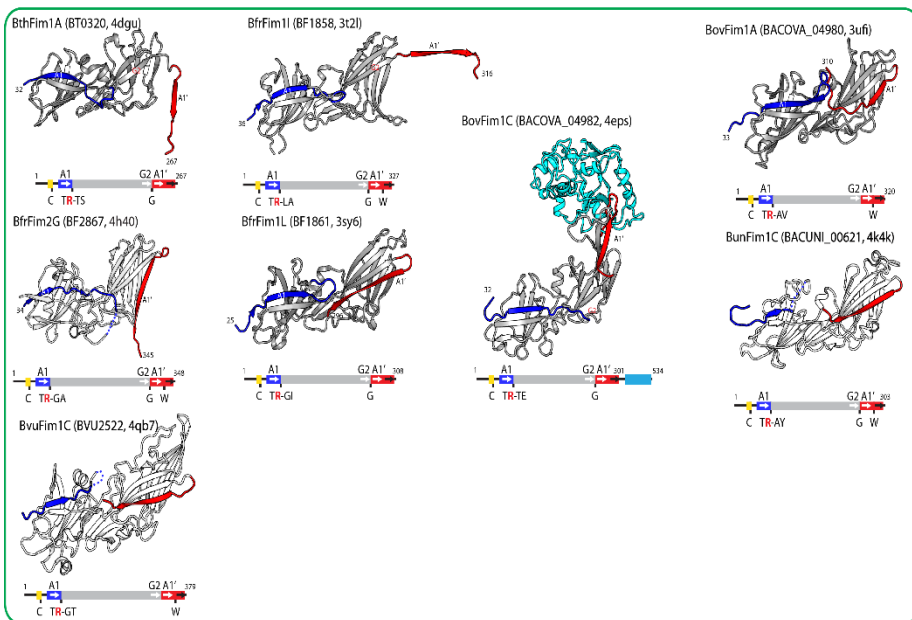 BthFim1A (BT0320, 4dgu)
32
A1'
267
1
A1
G2 A1'
267
C
TR-TS
G
BfrFim1I (BF1858, 3t2l)
A1'
316
36
1
A1
G2 A1'
327
C
TR-LA
G W
BovFim1A (BACOVA_04980, 3ufi)
310
A1'
33
1
A1
G2 A1'
320
C
TR-AV
W
BfrFim2G (BF2867, 4h40)
34
A1'
345
1
A1
G2 A1'
348
C
TR-GA
G W
BfrFim1L (BF1861, 3sy6)
A1
A1'
25
1
A1
G2 A1'
308
C
TR-GI
G
BovFim1C (BACOVA_04982, 4eps)
A1'
32
1
A1
G2 A1'
301
534
C
TR-TE
G
BunFim1C (BACUNI_00621, 4k4k)
1
A1
G2 A1'
303
C
TR-AY
G W
BvuFim1C (BVU2522, 4qb7)
1
A1
G2 A1'
379
C
TR-GT
W